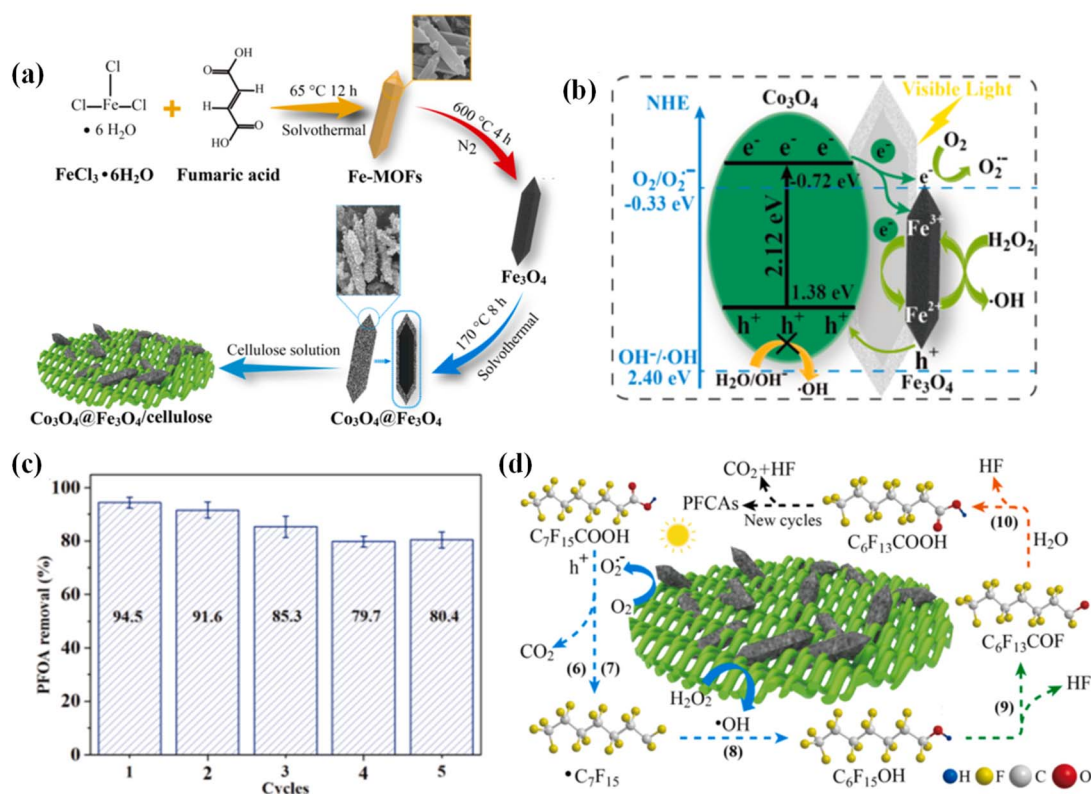 (a)
Cl
Cl
Fe
Cl
• 6 H₂O
FeCl₃•6H₂O
+
O
OH
H
H
HO
O
Fumaric acid
65 °C 12 h
Solvothermal
Fe-MOFs
600 °C 4 h
N2
Fe₃O₄
170 °C 8 h
Solvothermal
Co₃O₄@Fe₃O₄
Cellulose solution
Co₃O₄@Fe₃O₄/cellulose
(b)
NHE
Co₃O₄
Visible Light
e⁻ e⁻ e⁻
e⁻
O₂
O₂•⁻
e⁻
-0.72 eV
O₂/O₂•⁻
-0.33 eV
2.12 eV
e⁻
Fe³⁺
H₂O₂
Fe²⁺
·OH
1.38 eV
h⁺ h⁺ h⁺
OH⁻/·OH
2.40 eV
H₂O/OH⁻
·OH
h⁺
Fe₃O₄
(c)
PFOA removal (%)
100
80
60
40
20
0
94.5
91.6
85.3
79.7
80.4
1
2
3
4
5
Cycles
(d)
C₇F₁₅COOH
CO₂+HF
PFCAs
New cycles
C₆F₁₃COOH
HF
(10)
H₂O
h⁺
O₂•⁻
O₂
CO₂
(6)
(7)
C₆F₁₃COF
H₂O₂
•OH
(8)
(9)
HF
•C₇F₁₅
C₆F₁₅OH
H
F
C
O